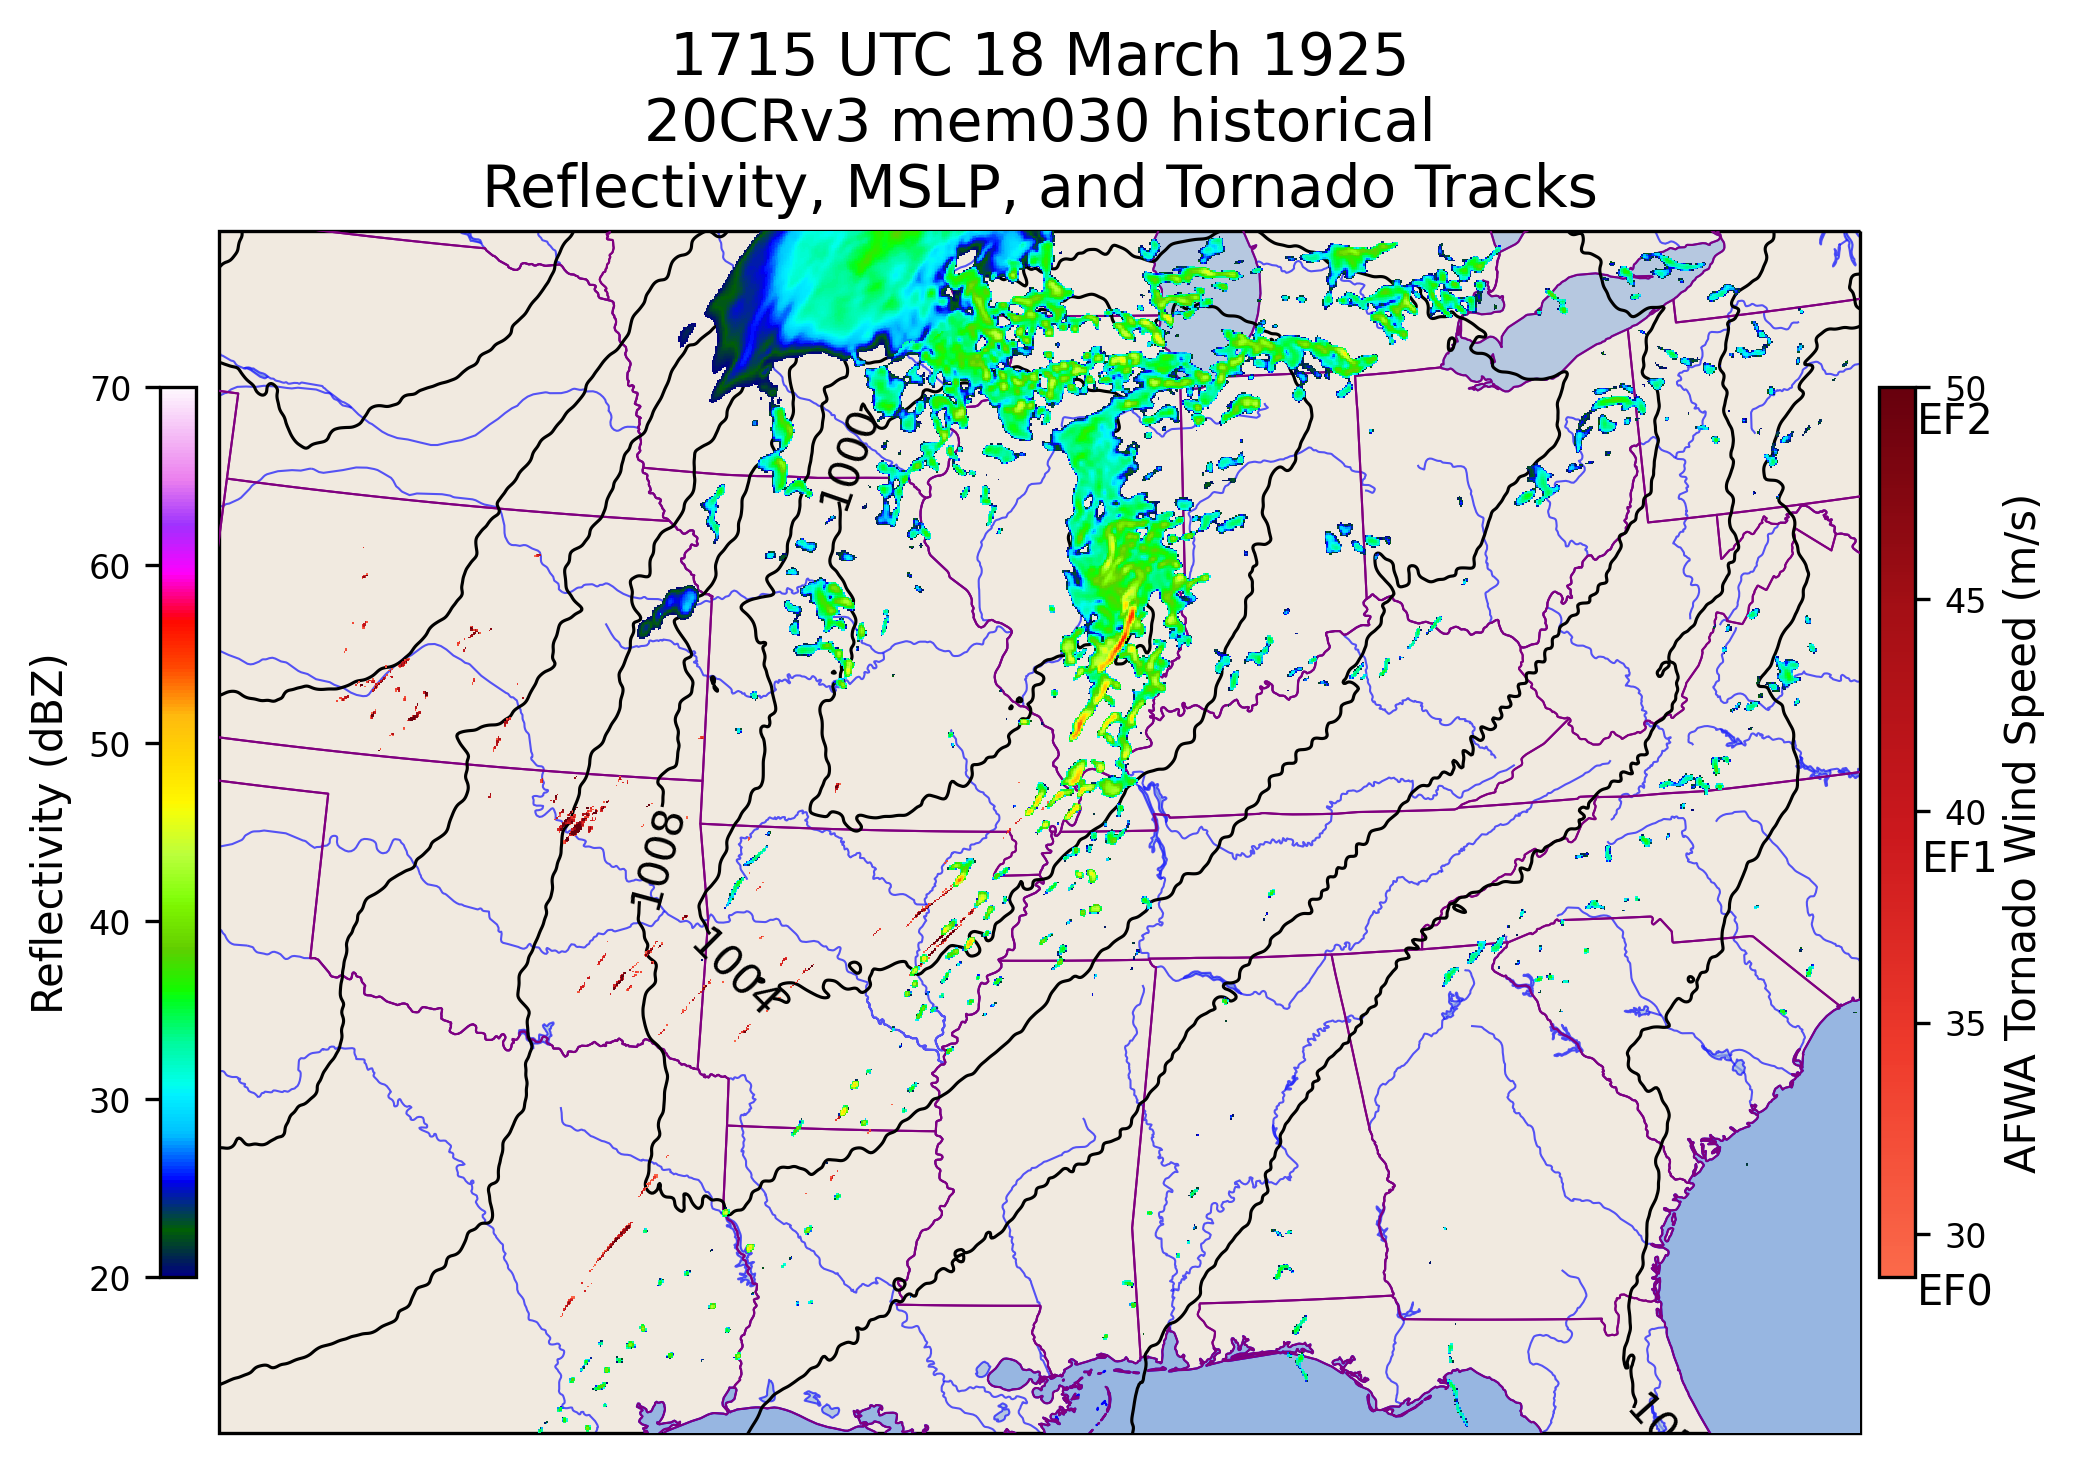 1715 UTC 18 March 1925
20CRv3 mem030 historical
Reflectivity, MSLP, and Tornado Tracks
Reflectivity (dBZ)
70
60
50
40
30
20
1000
1008
1004
50
EF2
45
40
EF1
35
30
EF0
AFWA Tornado Wind Speed (m/s)